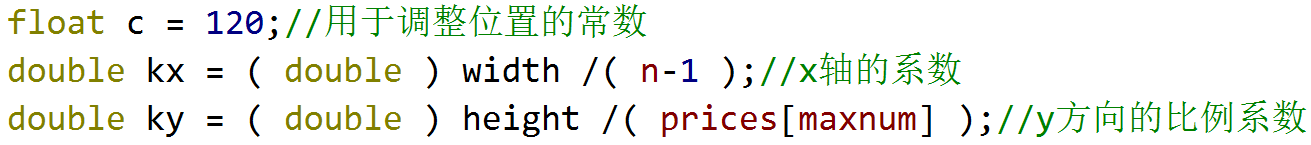 float c = 120;//用于调整位置的常数
double kx = ( double ) width /( n-1 );//x轴的系数
double ky = ( double ) height /( prices[maxnum] );//y方向的比例系数